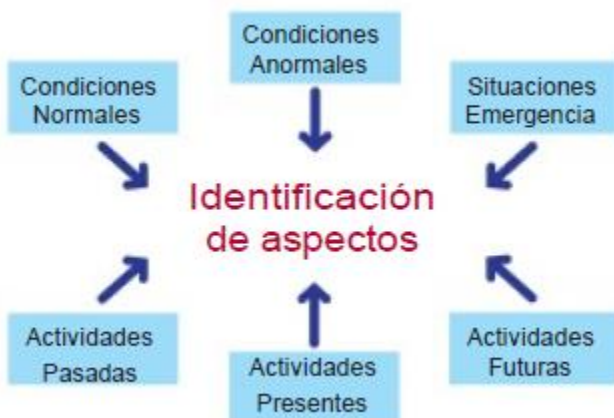 Condiciones
Anormales
Condiciones
Normales
Situaciones
Emergencia
Identificación
de aspectos
Actividades
Pasadas
Actividades
Presentes
Actividades
Futuras